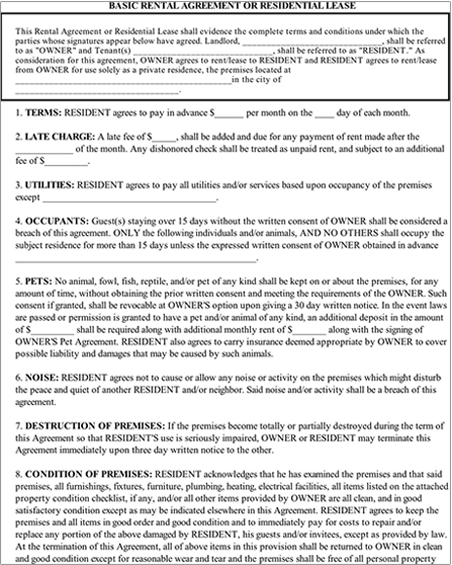 BASIC RENTAL AGREEMENT OR RESIDENTIAL LEASE
This Rental Agreement or Residential Lease shall evidence the complete terms and conditions under which the
parties whose signatures appear below have agreed. Landlord, ______________________________, shall be referred
to as "OWNER" and Tenant(s) ______________________________, shall be referred to as "RESIDENT." As
consideration for this agreement, OWNER agrees to rent/lease to RESIDENT and RESIDENT agrees to rent/lease
from OWNER for use solely as a private residence, the premises located at
______________________________________________in the city of
___________________________________.
1. TERMS: RESIDENT agrees to pay in advance $______ per month on the ____ day of each month.
2. LATE CHARGE: A late fee of $_____, shall be added and due for any payment of rent made after the
____________ of the month. Any dishonored check shall be treated as unpaid rent, and subject to an additional
fee of $_________.
3. UTILITIES: RESIDENT agrees to pay all utilities and/or services based upon occupancy of the premises
except ____________________________________.
4. OCCUPANTS: Guest(s) staying over 15 days without the written consent of OWNER shall be considered a
breach of this agreement. ONLY the following individuals and/or animals, AND NO OTHERS shall occupy the
subject residence for more than 15 days unless the expressed written consent of OWNER obtained in advance
__________________________________________________.
5. PETS: No animal, fowl, fish, reptile, and/or pet of any kind shall be kept on or about the premises, for any
amount of time, without obtaining the prior written consent and meeting the requirements of the OWNER. Such
consent if granted, shall be revocable at OWNER'S option upon giving a 30 day written notice. In the event laws
are passed or permission is granted to have a pet and/or animal of any kind, an additional deposit in the amount
of $_________ shall be required along with additional monthly rent of $_______ along with the signing of
OWNER'S Pet Agreement. RESIDENT also agrees to carry insurance deemed appropriate by OWNER to cover
possible liability and damages that may be caused by such animals.
6. NOISE: RESIDENT agrees not to cause or allow any noise or activity on the premises which might disturb
the peace and quiet of another RESIDENT and/or neighbor. Said noise and/or activity shall be a breach of this
agreement.
7. DESTRUCTION OF PREMISES: If the premises become totally or partially destroyed during the term of
this Agreement so that RESIDENT'S use is seriously impaired, OWNER or RESIDENT may terminate this
Agreement immediately upon three day written notice to the other.
8. CONDITION OF PREMISES: RESIDENT acknowledges that he has examined the premises and that said
premises, all furnishings, fixtures, furniture, plumbing, heating, electrical facilities, all items listed on the attached
property condition checklist, if any, and/or all other items provided by OWNER are all clean, and in good
satisfactory condition except as may be indicated elsewhere in this Agreement. RESIDENT agrees to keep the
premises and all items in good order and good condition and to immediately pay for costs to repair and/or
replace any portion of the above damaged by RESIDENT, his guests and/or invitees, except as provided by law.
At the termination of this Agreement, all of above items in this provision shall be returned to OWNER in clean
and good condition except for reasonable wear and tear and the premises shall be free of all personal property